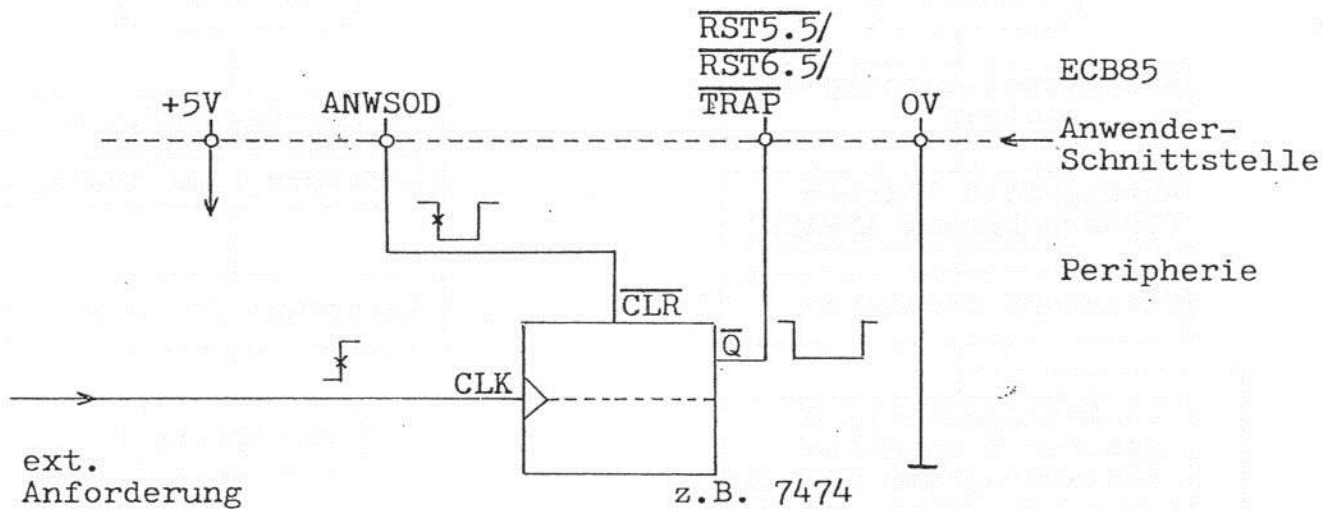 RST5.5/
RST6.5/
TRAP
+5V
ANWSOD
0V
ECB85
Anwender-
Schnittstelle
Peripherie
CLR
Q
CLK
ext.
Anforderung
z.B. 7474